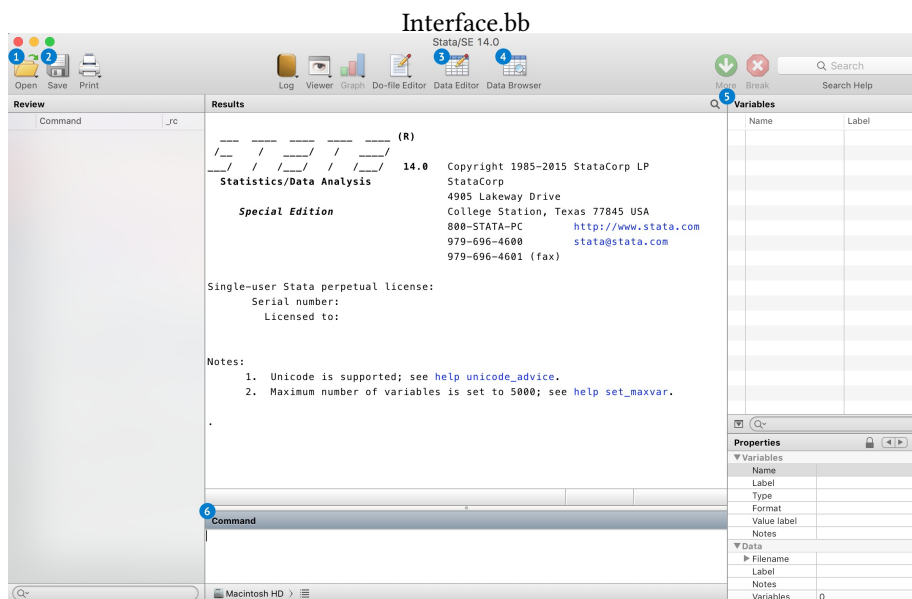 Interface.bb
Stata/SE 14.0
1 2 3 4
Open Save Print Log Viewer Graph Do-file Editor Data Editor Data Browser More Break Search Help
Search
5
Review
Command _rc
Results
(R)
14.0 Copyright 1985-2015 StataCorp LP
Statistics/Data Analysis StataCorp
4905 Lakeway Drive
Special Edition College Station, Texas 77845 USA
800-STATA-PC http://www.stata.com
979-696-4600 stata@stata.com
979-696-4601 (fax)
Single-user Stata perpetual license:
Serial number:
Licensed to:
Notes:
1. Unicode is supported; see help unicode_advice.
2. Maximum number of variables is set to 5000; see help set_maxvar.
.
6
Command
Macintosh HD
Variables
Name Label
Properties
Variables
Name
Label
Type
Format
Value label
Notes
Data
Filename
Label
Notes
Variables 0